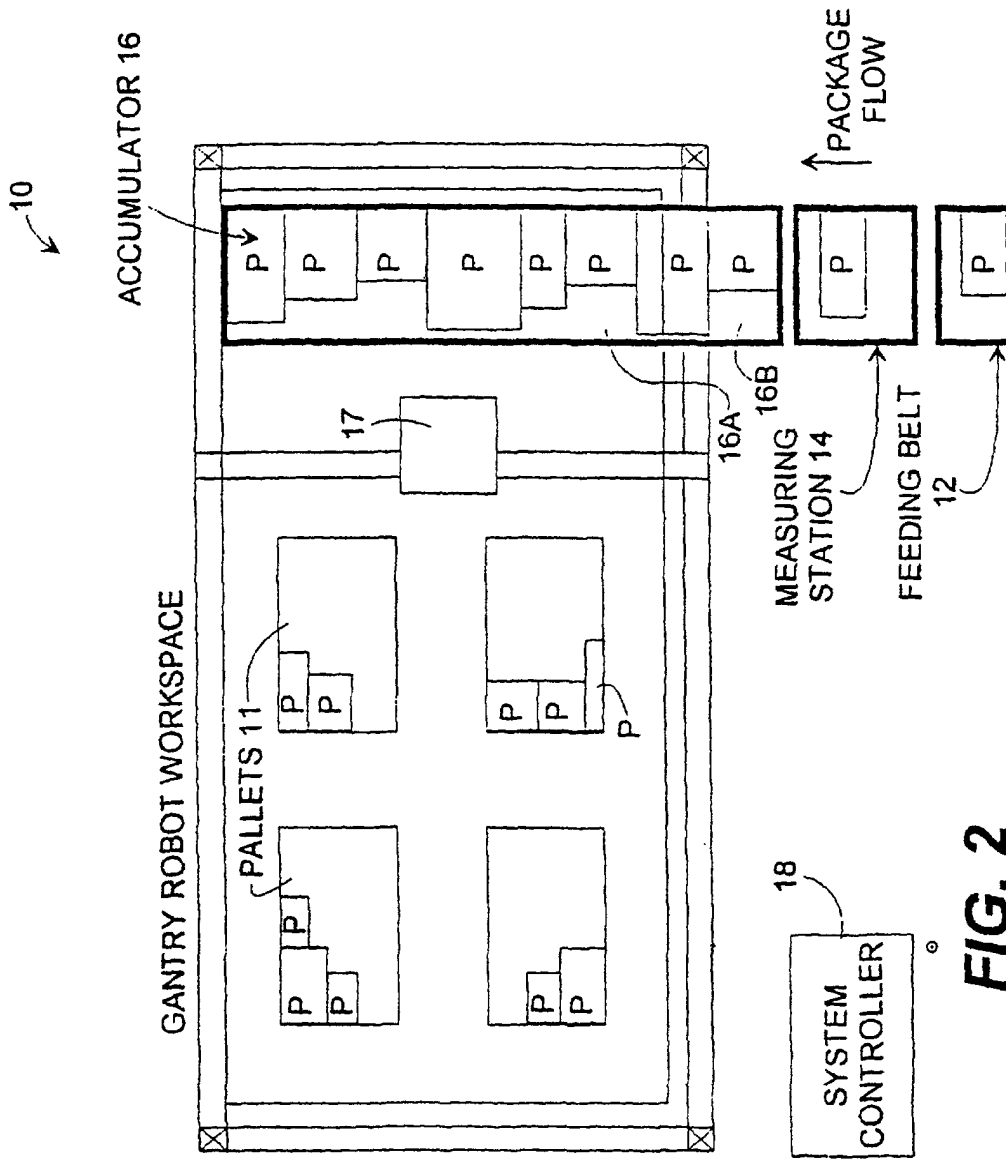 10
ACCUMULATOR 16
GANTRY ROBOT WORKSPACE
PALLETS 11
P
P
P
P
P
P
P
P
P
P
17
P
P
P
P
P
P
P
P
16A
16B
MEASURING
STATION 14
P
FEEDING BELT
12
P
PACKAGE
FLOW
18
SYSTEM
CONTROLLER
FIG. 2